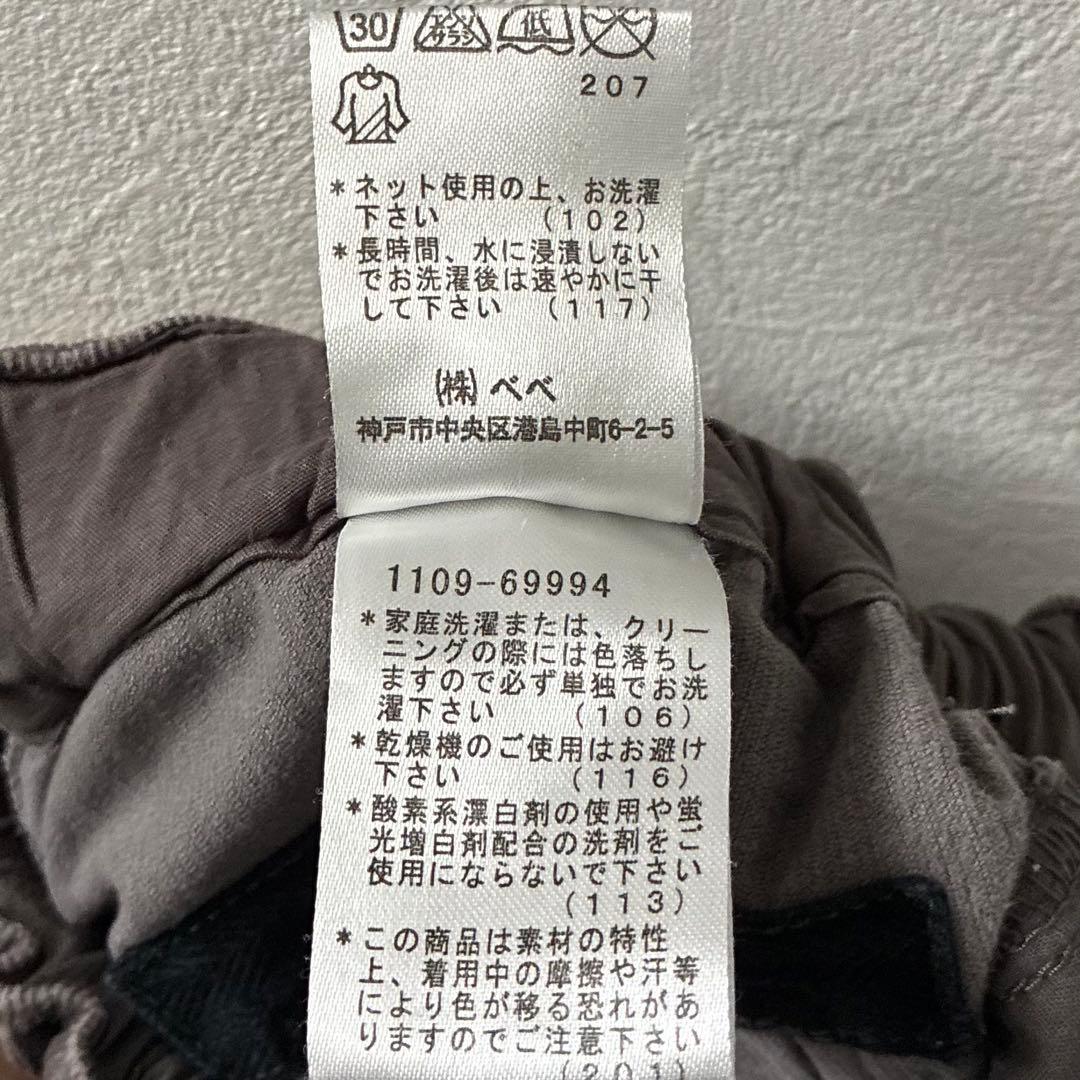 30 エンソ サラシ 低
207
*ネット使用の上、お洗濯
下さい (102)
*長時間、水に浸漬しない
でお洗濯後は速やかに干
して下さい (117)
㈱ べべ
神戸市中央区港島中町6-2-5
1109-69994
*家庭洗濯または、クリー
ニングの際には色落ちし
ますので必ず単独でお洗
濯下さい (106)
*乾燥機のご使用はお避け
下さい (116)
*酸素系漂白剤の使用や蛍
光増白剤配合の洗剤をご
使用にならないで下さい
(113)
*この商品は素材の特性
上、着用中の摩擦や汗等
により色が移る恐れがあ
りますのでご注意下さい
(201)